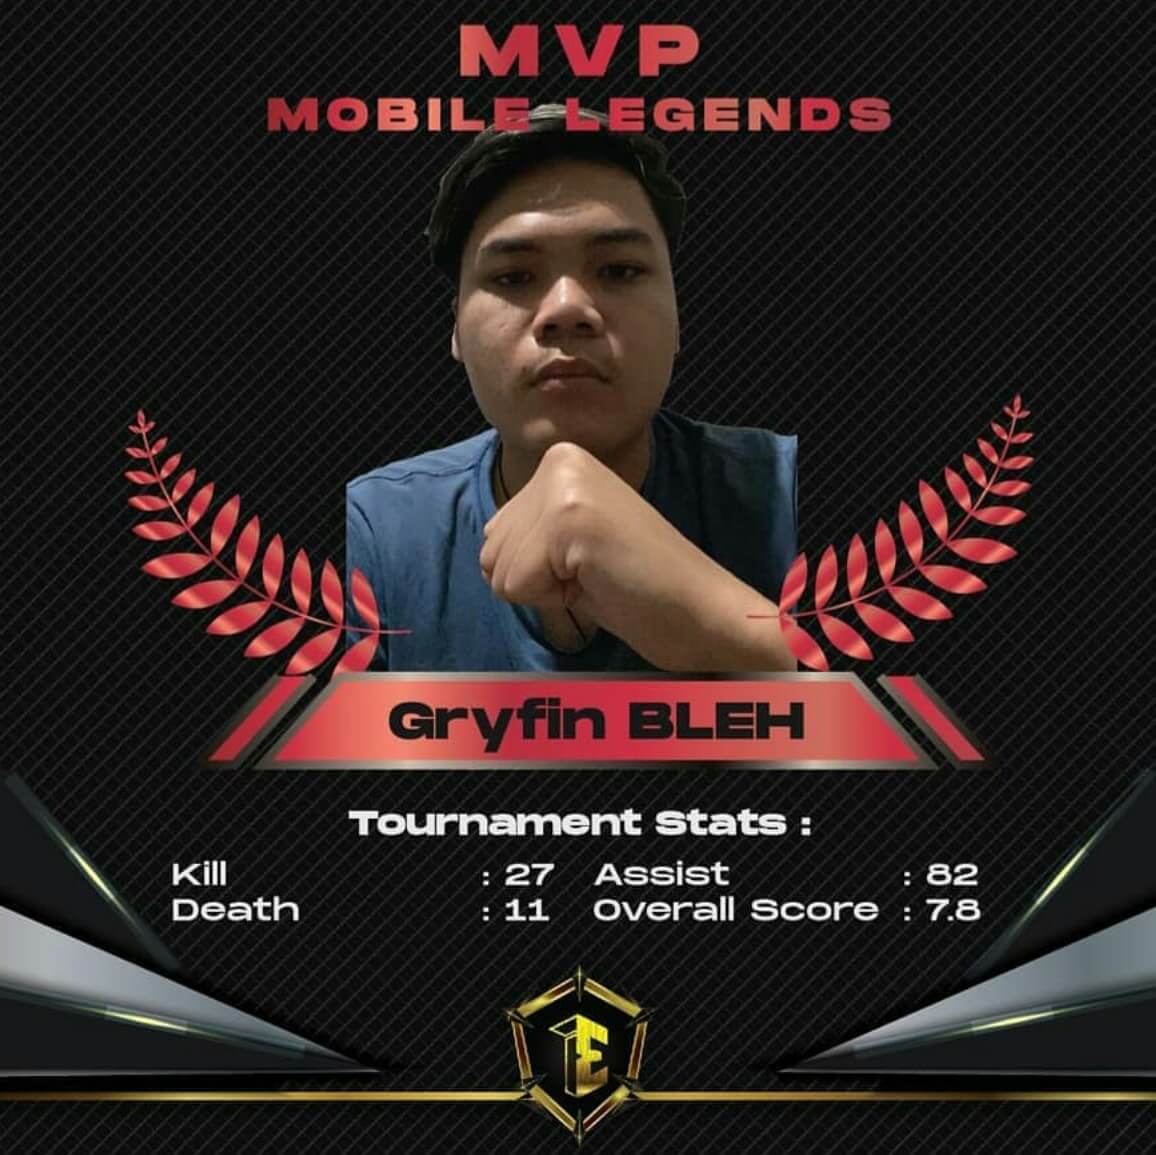 MVP
MOBILE LEGENDS
Gryfin BLEH
Tournament Stats :
Kill : 27 Assist : 82
Death : 11 Overall Score : 7.8
E